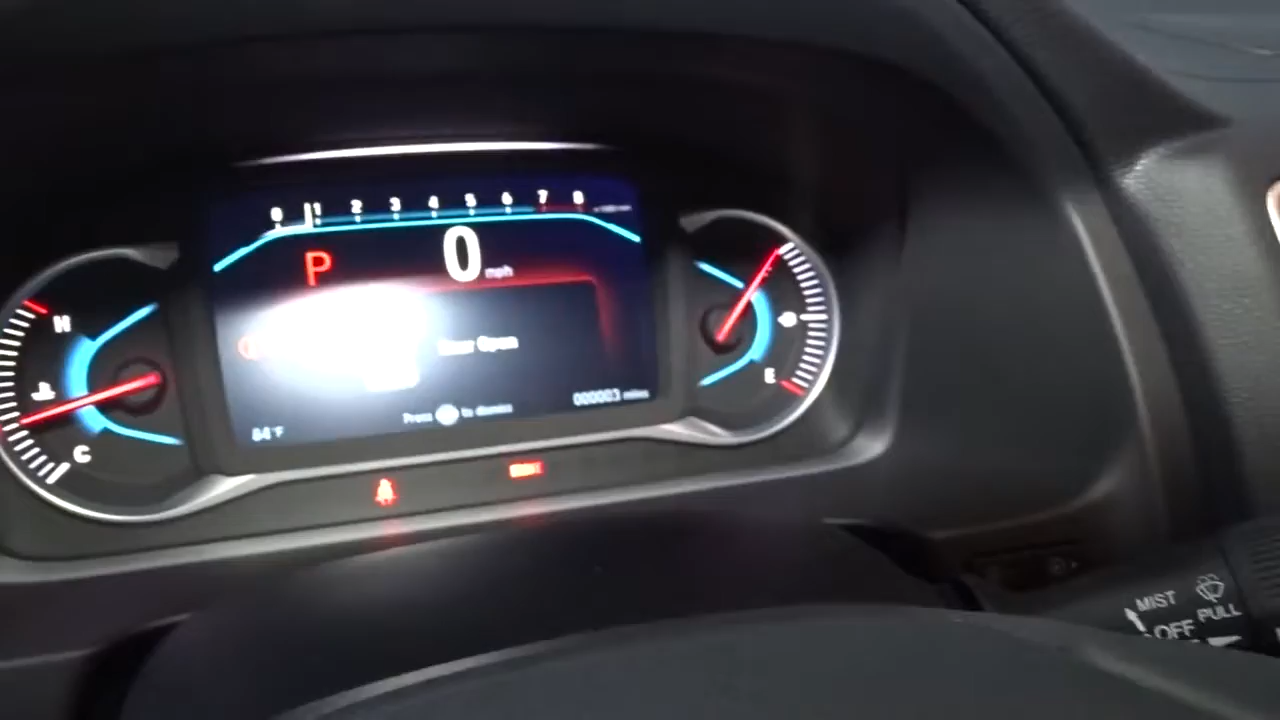 0 1 2 3 4 5 6 7 8
P 0 mph
H
Open
E
C
Press to dismiss
000003 miles
84°F
MIST
PULL
OFF